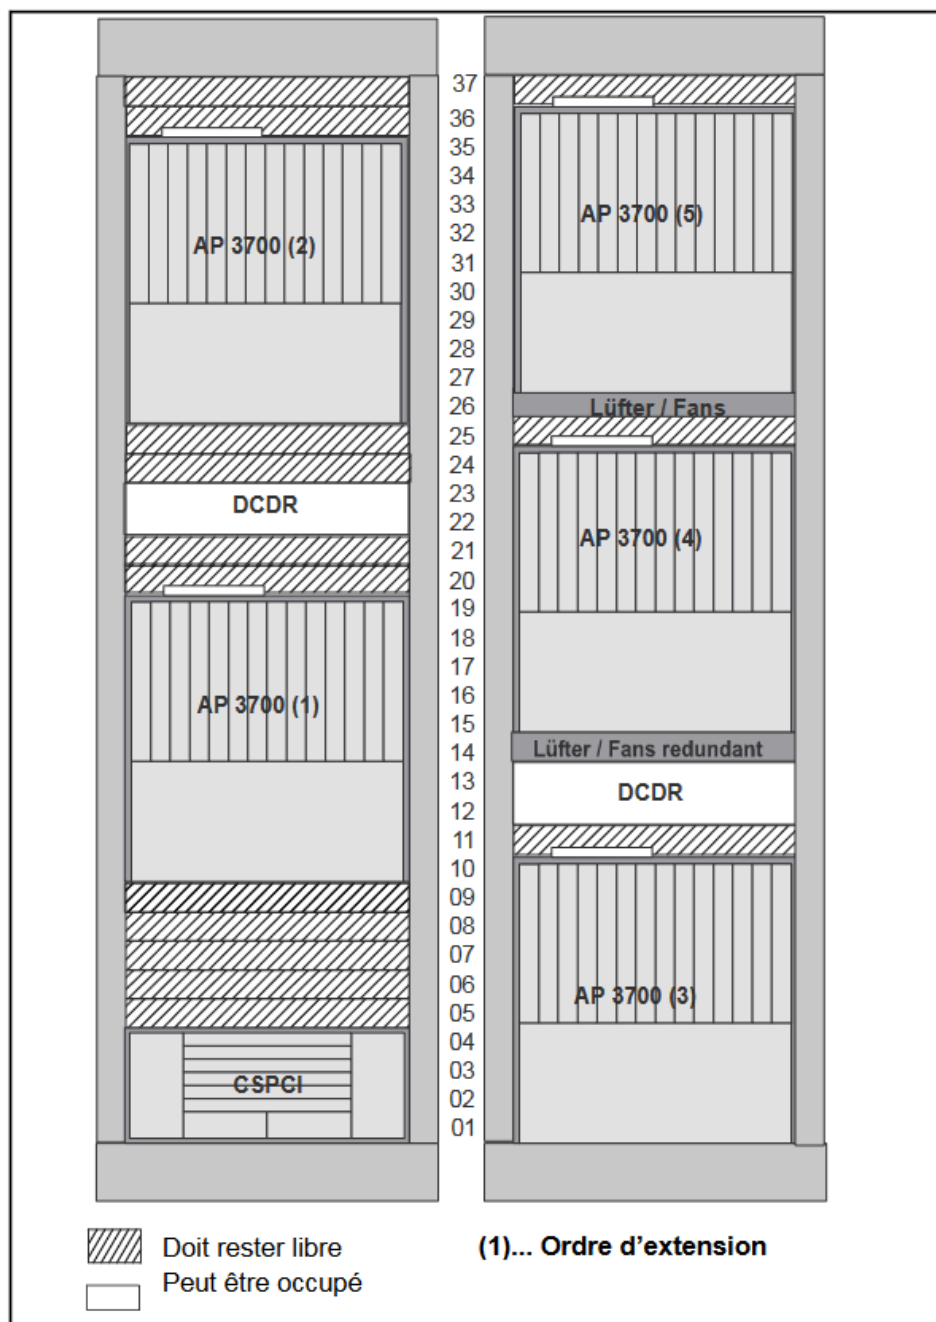 AP 3700 (2)
DCDR
AP 3700 (1)
CSPCI
37
36
35
34
33
32
31
30
29
28
27
26
25
24
23
22
21
20
19
18
17
16
15
14
13
12
11
10
09
08
07
06
05
04
03
02
01
AP 3700 (5)
Lüfter / Fans
AP 3700 (4)
Lüfter / Fans redundant
DCDR
AP 3700 (3)
Doit rester libre
Peut être occupé
(1)... Ordre d'extension